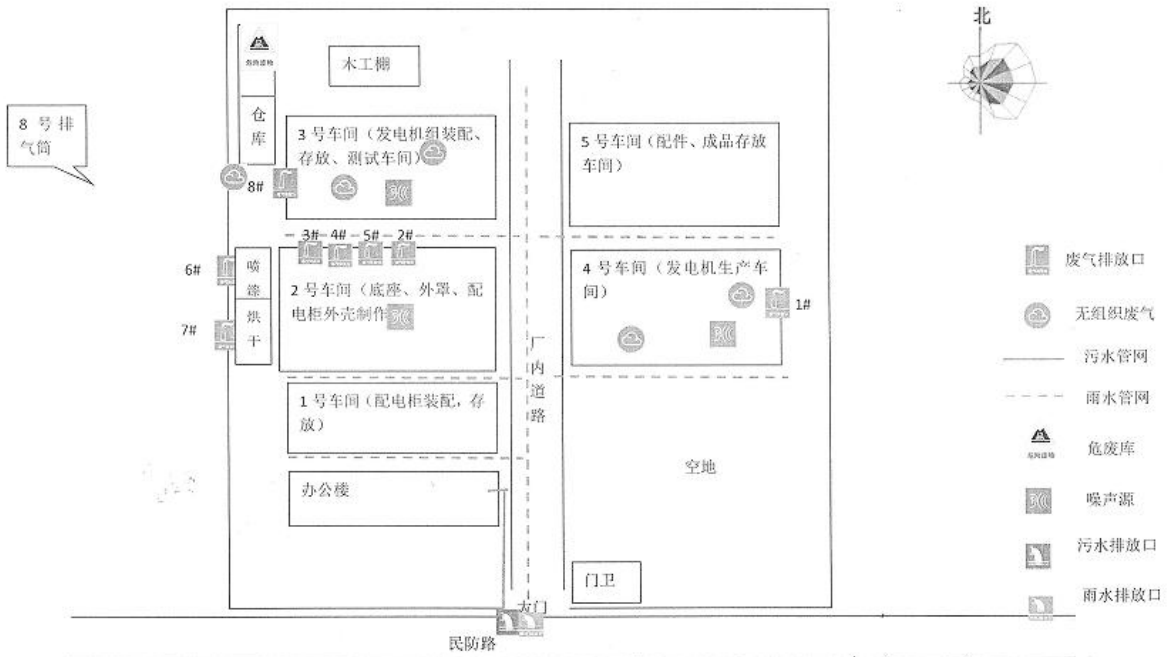 北
木工棚
仓
库
8 号 排
气筒
3 号车间（发电机组装配、
存放、测试车间）
5 号车间（配件、成品存放
车间）
8#
3#
4#
5#
2#
6#
喷
漆
烘
干
7#
2 号车间（底座、外罩、配
电柜外壳制作
4 号车间（发电机生产车
间）
1#
厂
内
道
路
1 号车间（配电柜装配，存
放）
办公楼
空地
门卫
大门
民防路
废气排放口
无组织废气
污水管网
雨水管网
危废库
噪声源
污水排放口
雨水排放口